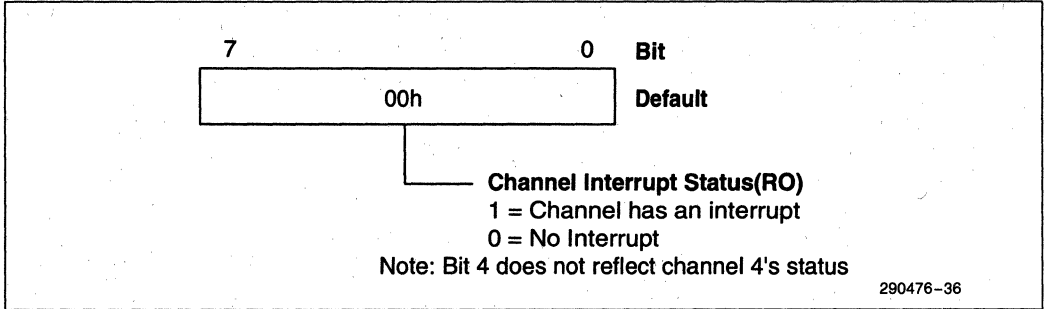 7 0 Bit
00h Default
Channel Interrupt Status(RO)
1 = Channel has an interrupt
0 = No Interrupt
Note: Bit 4 does not reflect channel 4's status
290476-36